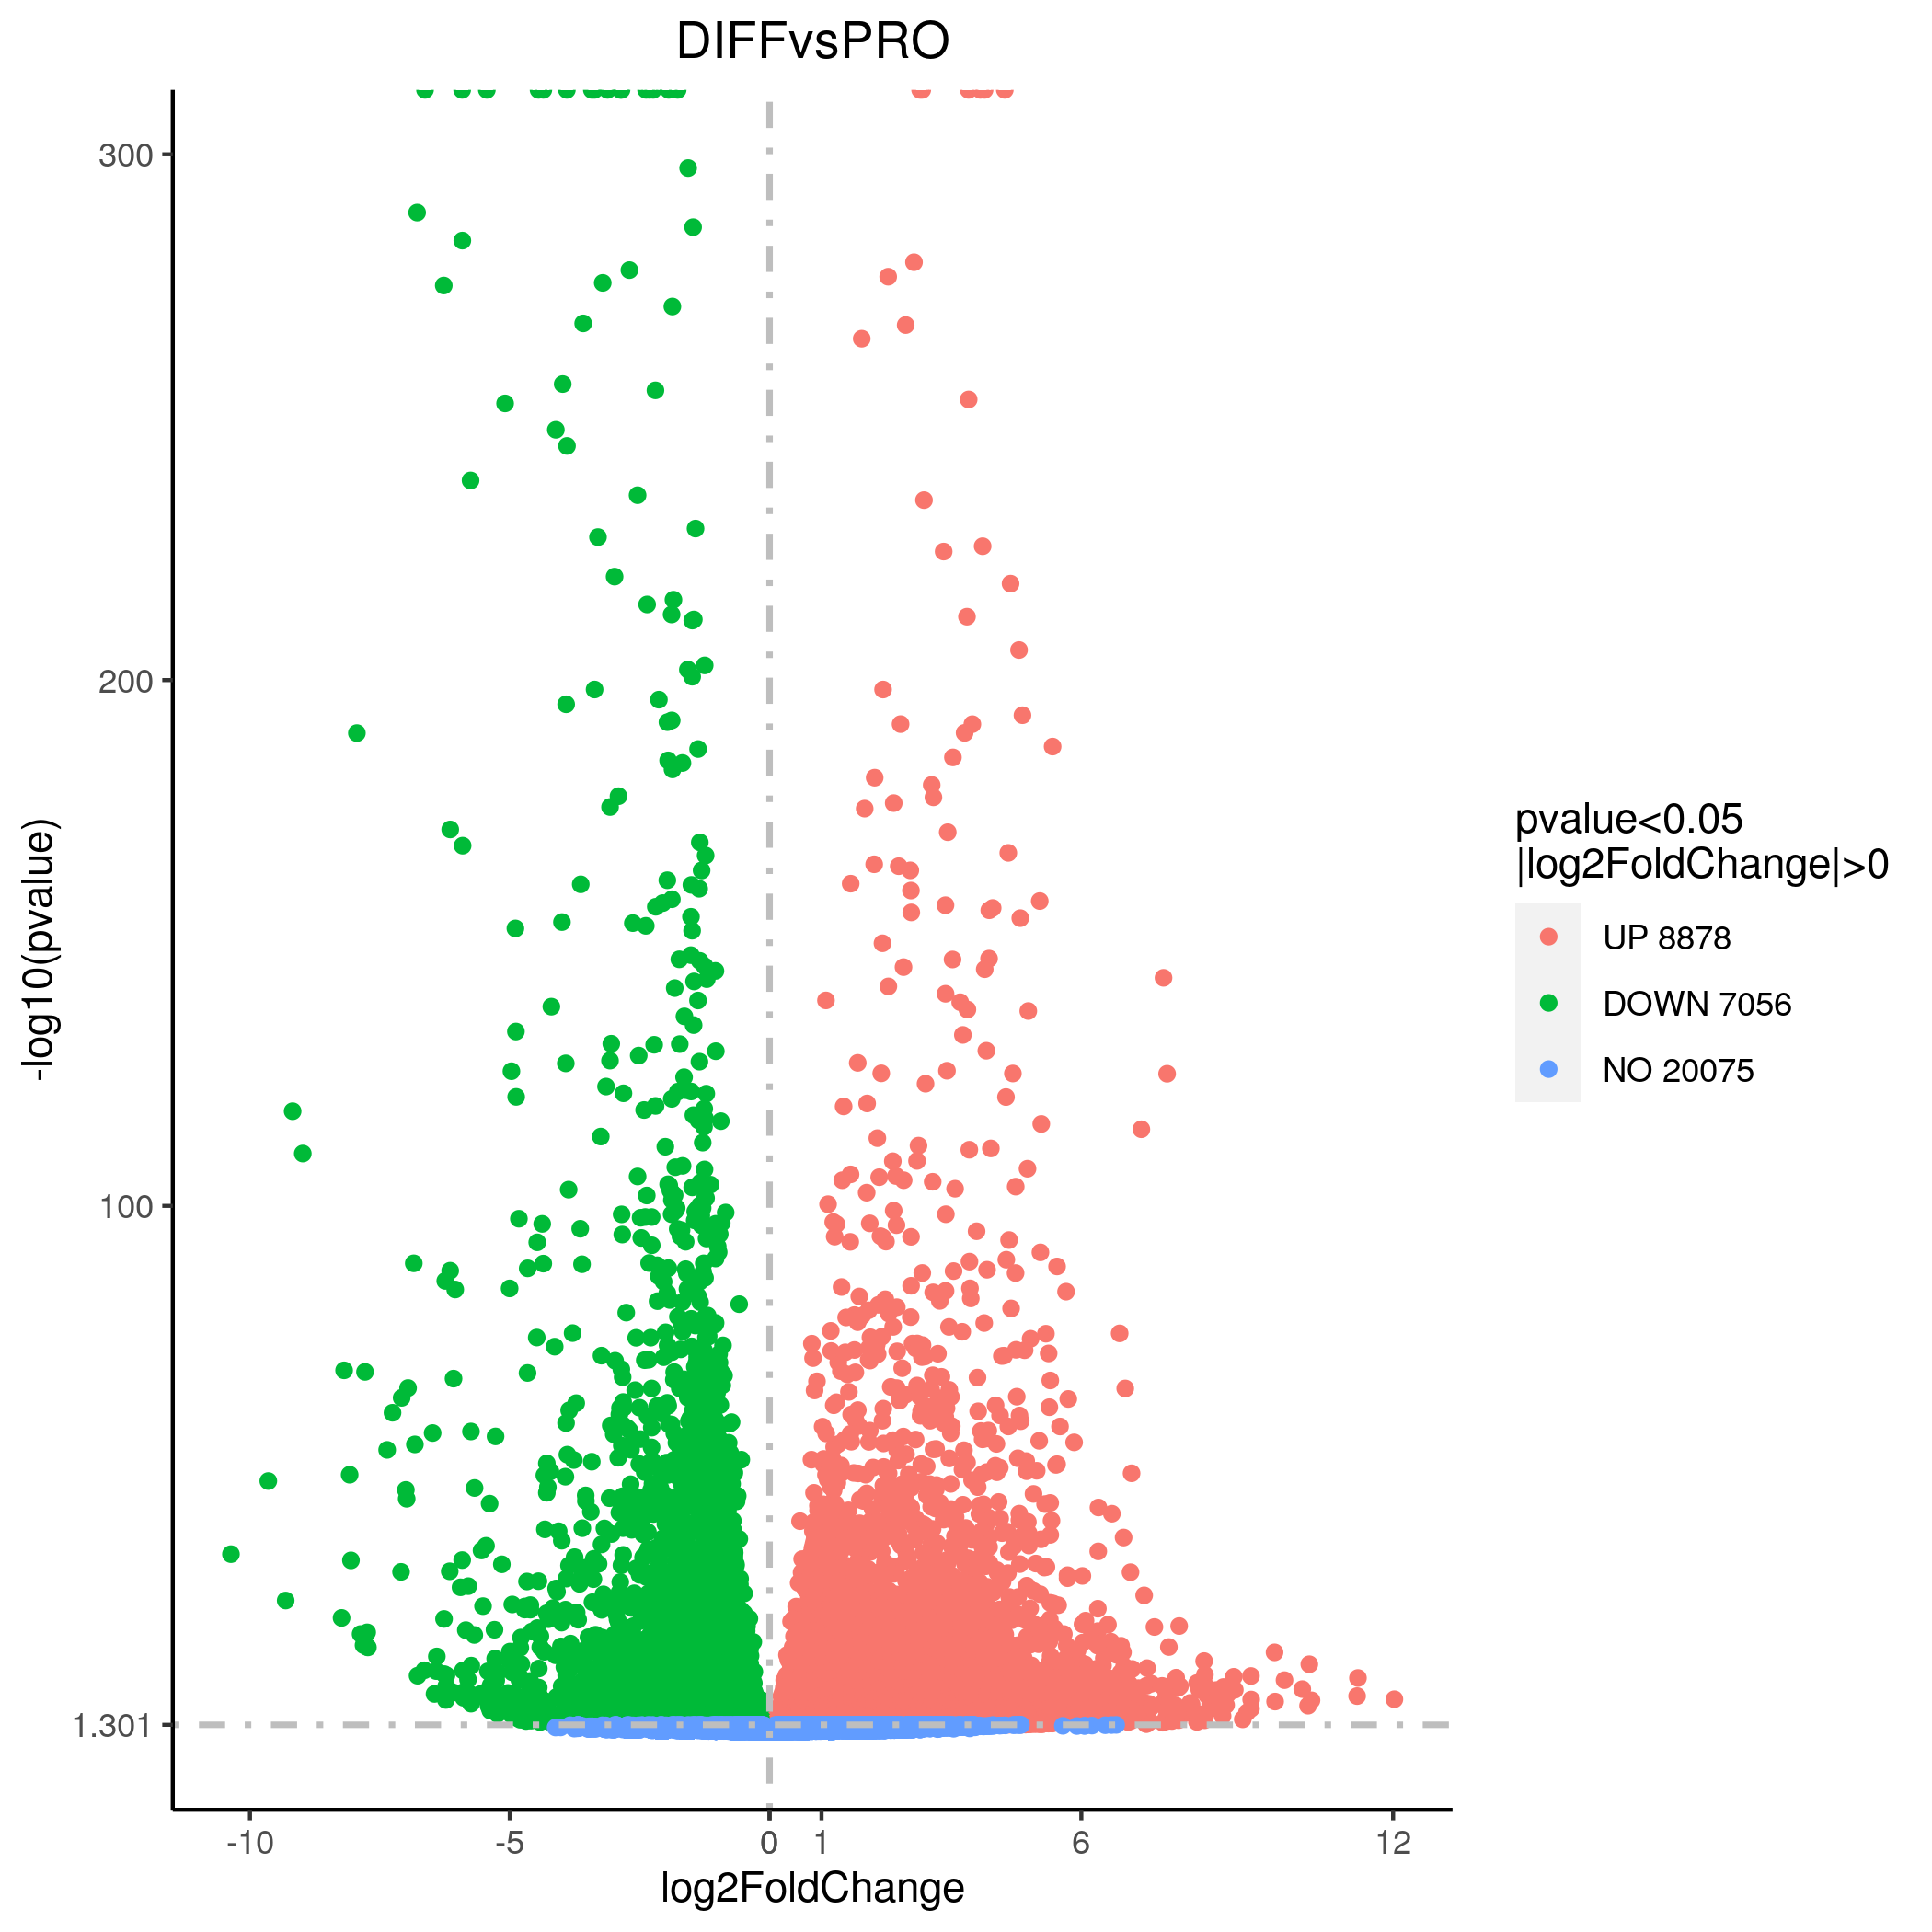 DIFFvsPRO
300
200
100
1.301
-log10(pvalue)
-10
-5
0
1
6
12
log2FoldChange
pvalue<0.05
|log2FoldChange|>0
UP 8878
DOWN 7056
NO 20075